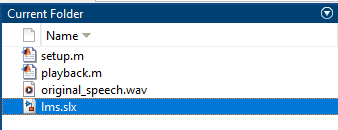 Current Folder
Name
setup.m
playback.m
original_speech.wav
lms.slx